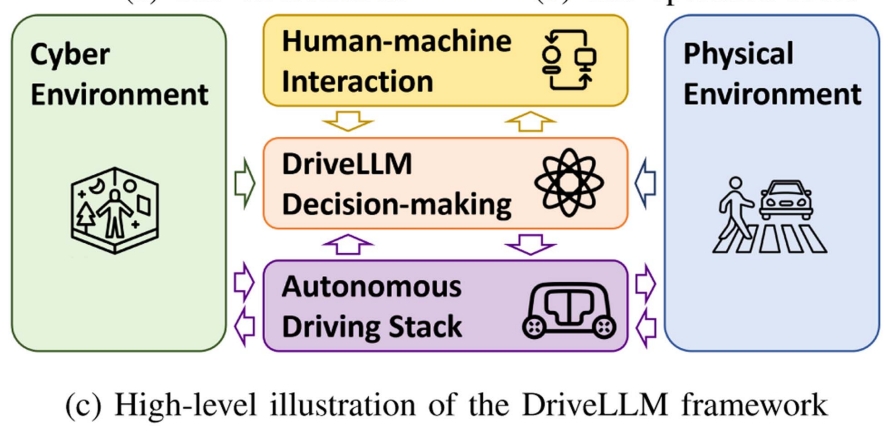 Cyber
Environment
Human-machine
Interaction
Physical
Environment
DriveLLM
Decision-making
Autonomous
Driving Stack
(c) High-level illustration of the DriveLLM framework